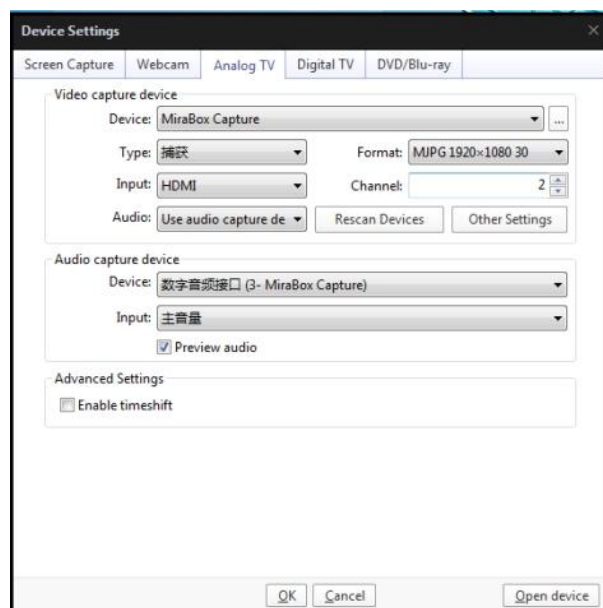 Device Settings
Screen Capture Webcam Analog TV Digital TV DVD/Blu-ray
Video capture device
Device: MiraBox Capture ...
Type: 捕获 Format: MJPG 1920×1080 30
Input: HDMI Channel: 2
Audio: Use audio capture de Rescan Devices Other Settings
Audio capture device
Device: 数字音频接口 (3- MiraBox Capture)
Input: 主音量
Preview audio
Advanced Settings
Enable timeshift
OK Cancel Open device